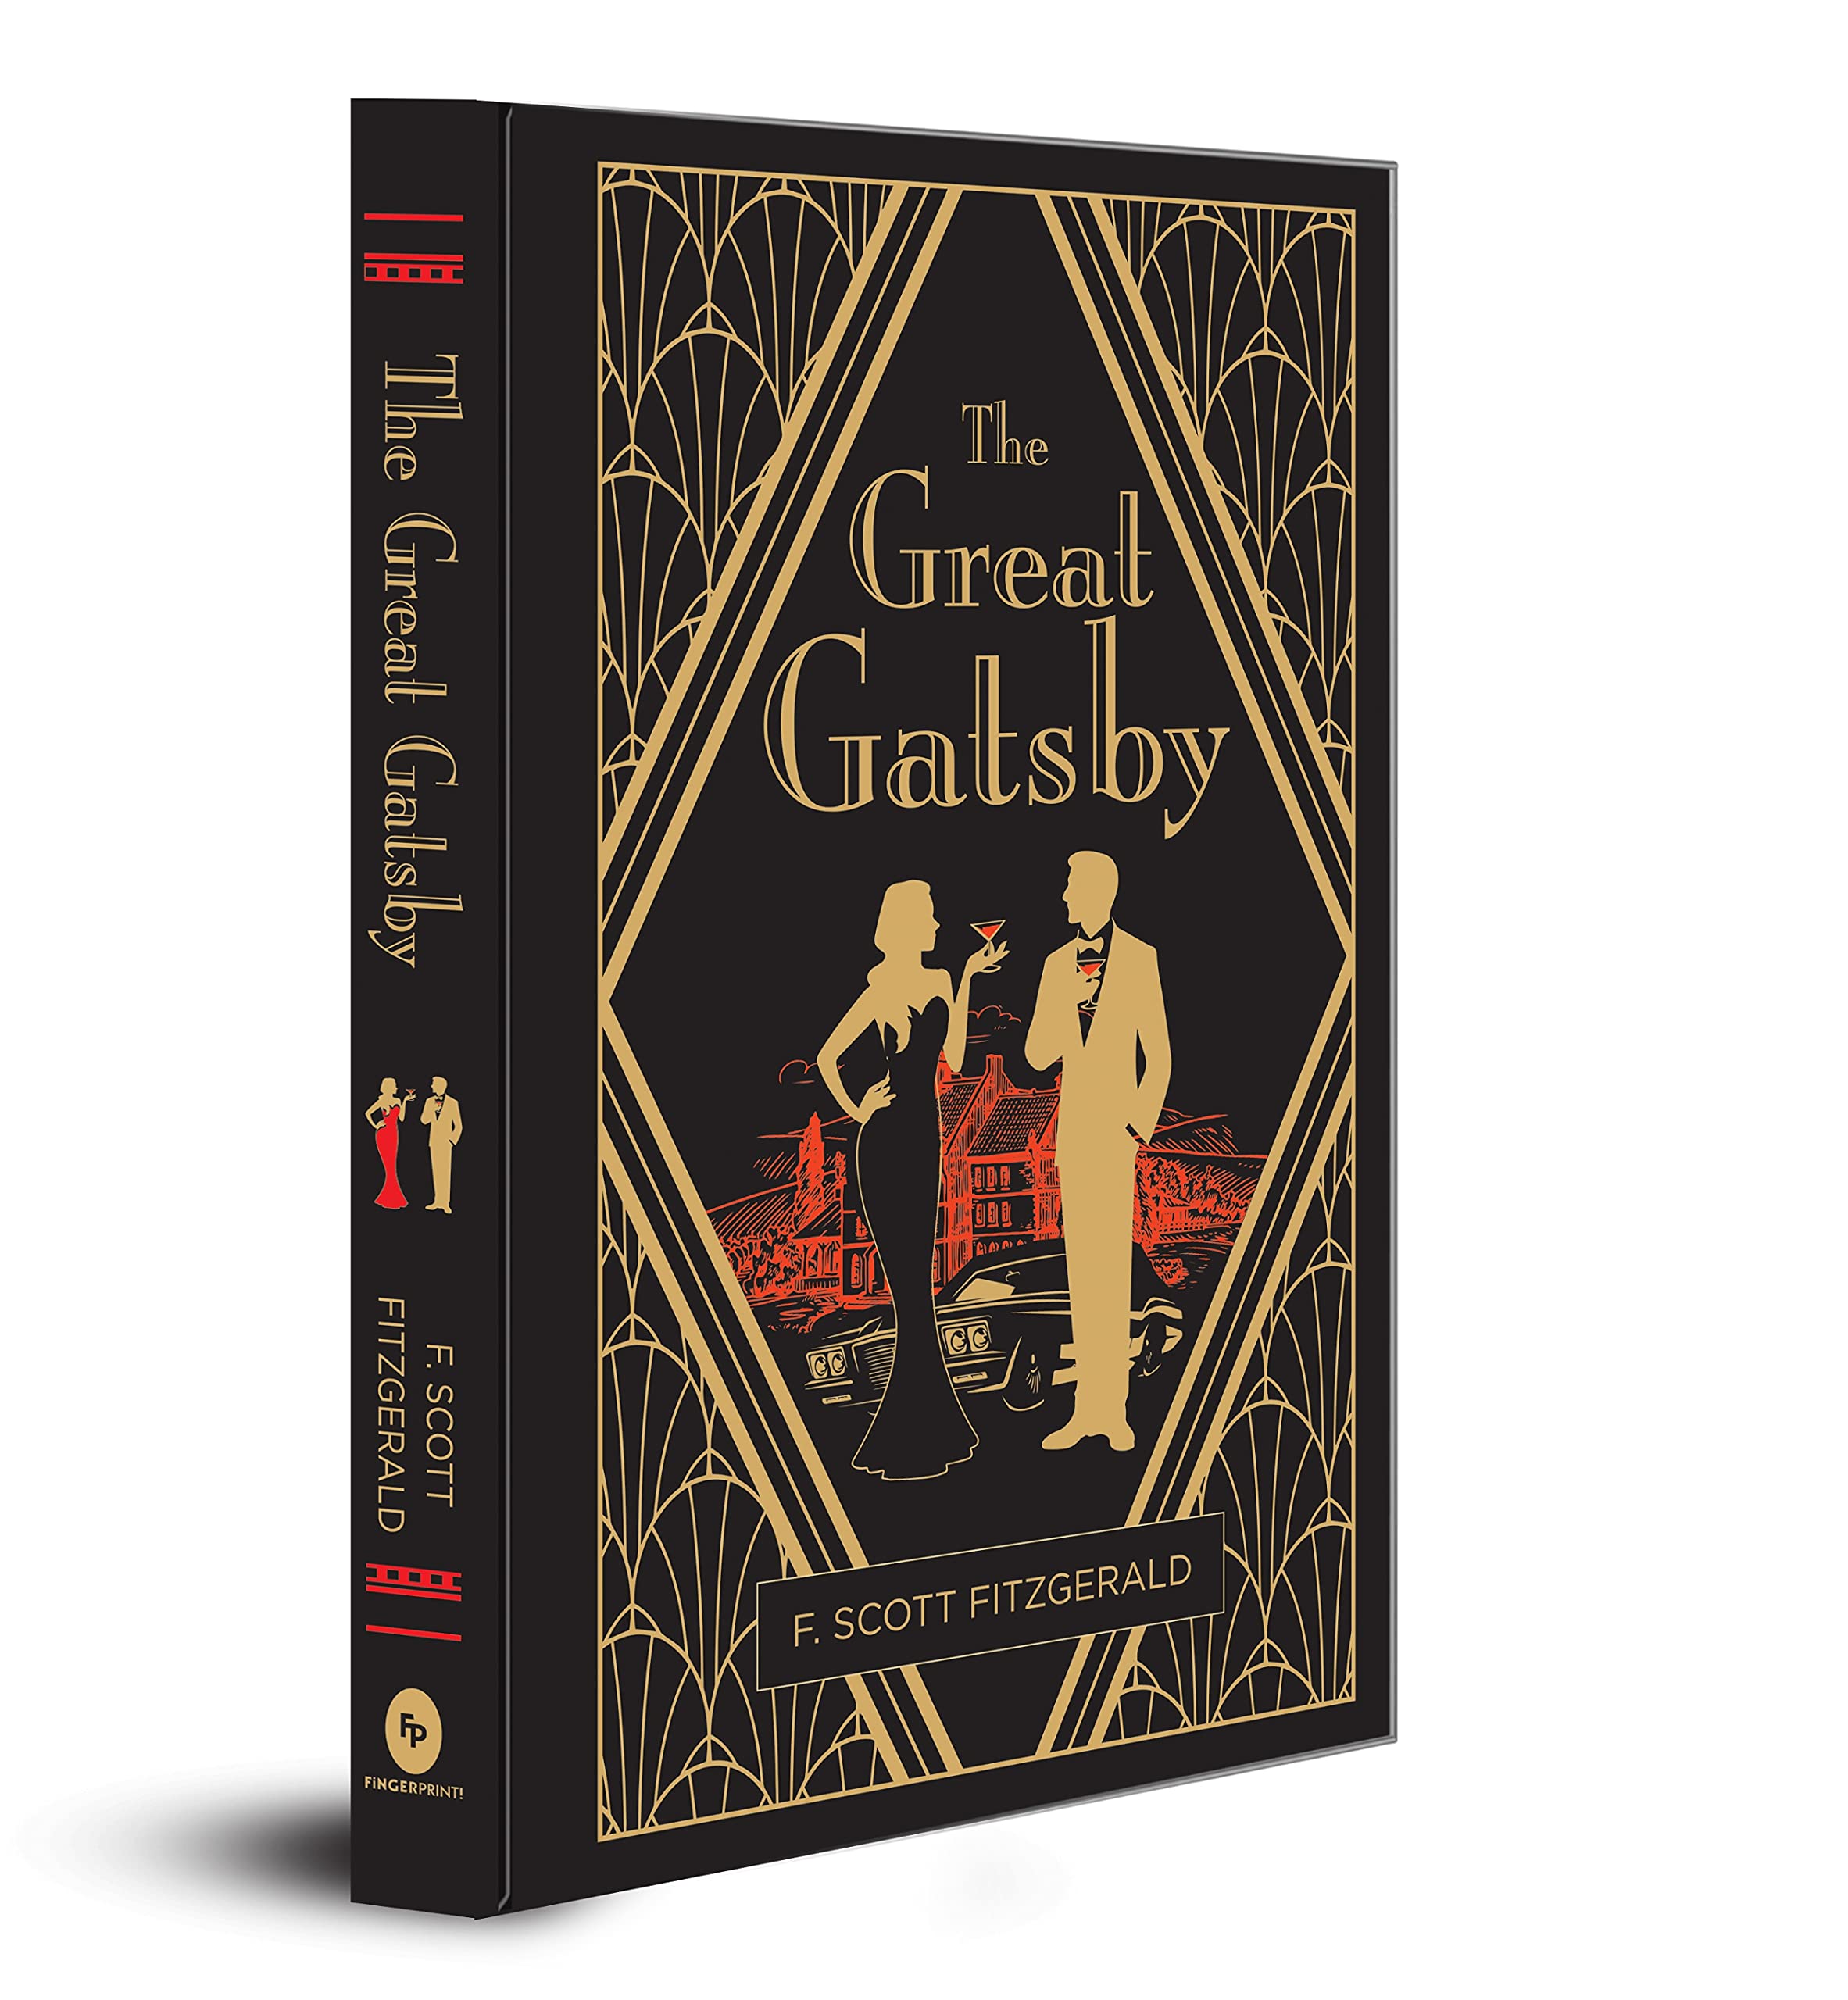 The Great Gatsby
F. SCOTT
FITZGERALD
FP
FiNGERPRINT!
The
Great
Gatsby
F. SCOTT FITZGERALD